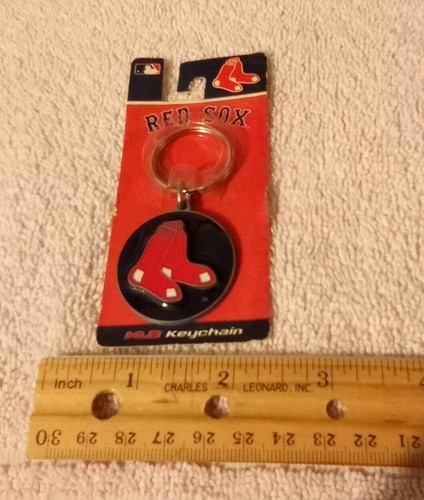 RED SOX
MLB Keychain
inch 1 2 3 4
CHARLES LEONARD, INC.
30 29 28 27 26 25 24 23 22 21